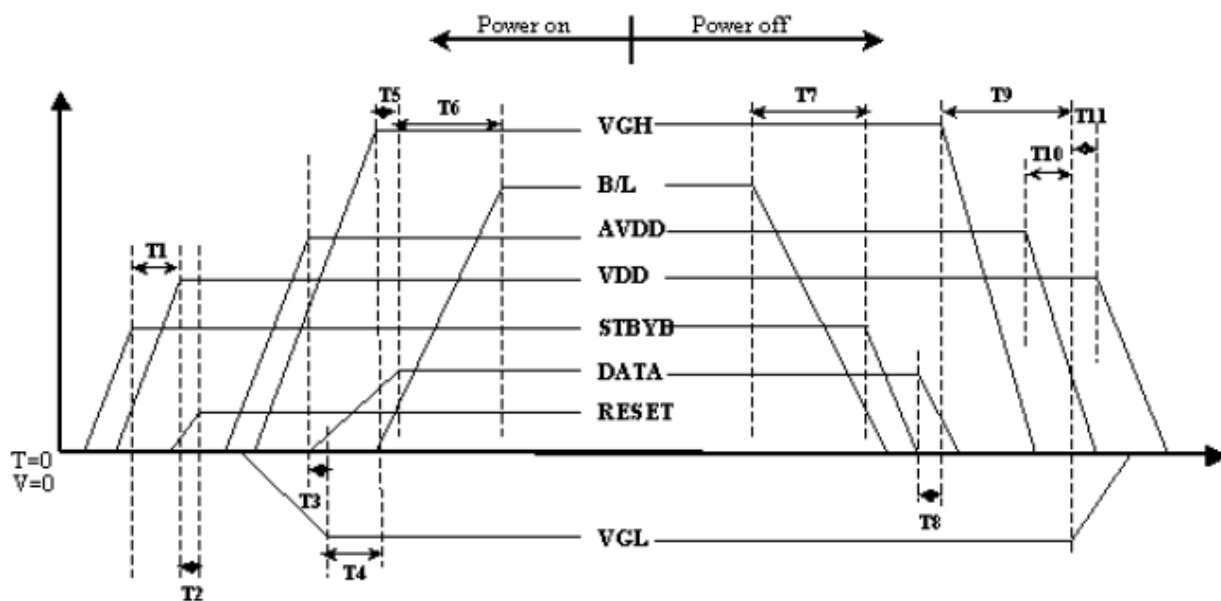 Power on Power off
T5 T6 T7 T9 T11
VGH
T10
B/L
AVDD
T1
VDD
STBYB
DATA
RESET
T=0
V=0
T3 T8
VGL
T4
T2